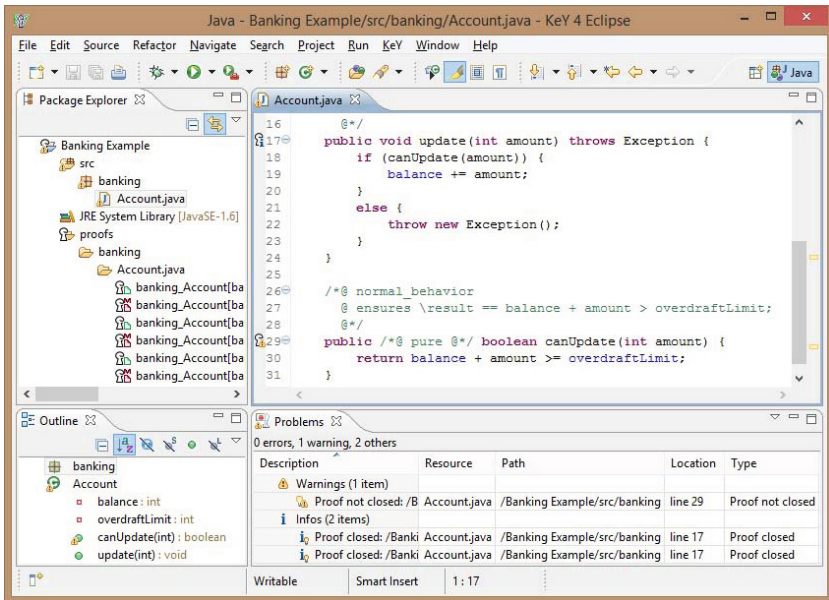 Java - Banking Example/src/banking/Account.java - KeY 4 Eclipse
File Edit Source Refactor Navigate Search Project Run KeY Window Help
Java
Package Explorer
Banking Example
src
banking
Account.java
JRE System Library [JavaSE-1.6]
proofs
banking
Account.java
banking_Account[ba
banking_Account[ba
banking_Account[ba
banking_Account[ba
banking_Account[ba
banking_Account[ba
Account.java
16 @*/
17 public void update(int amount) throws Exception {
18 if (canUpdate(amount)) {
19 balance += amount;
20 }
21 else {
22 throw new Exception();
23 }
24 }
25
26 /*@ normal_behavior
27 @ ensures \result == balance + amount > overdraftLimit;
28 @*/
29 public /*@ pure @*/ boolean canUpdate(int amount) {
30 return balance + amount >= overdraftLimit;
31 }
Outline
banking
Account
balance : int
overdraftLimit : int
canUpdate(int) : boolean
update(int) : void
Problems
0 errors, 1 warning, 2 others
Description Resource Path Location Type
Warnings (1 item)
Proof not closed: /B Account.java /Banking Example/src/banking line 29 Proof not closed
Infos (2 items)
Proof closed: /Banki Account.java /Banking Example/src/banking line 17 Proof closed
Proof closed: /Banki Account.java /Banking Example/src/banking line 17 Proof closed
Writable Smart Insert 1 : 17